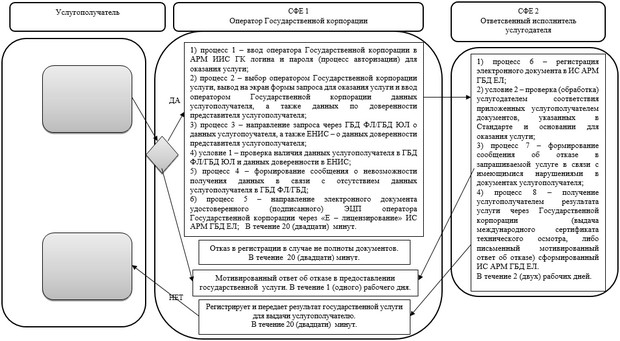 Услугополучатель
СФЕ 1
Оператор Государственной корпорации
СФЕ 2
Ответсвенный исполнитель
услугодателя
1) процесс 1 – ввод оператора Государственной корпорации в
АРМ ИИС ГК логина и пароля (процесс авторизации) для
оказания услуги;
2) процесс 2 – выбор оператором Государственной корпорации
услуги, вывод на экран формы запроса для оказания услуги и ввод
оператором Государственной корпорации данных
услугополучателя, а также данных по доверенности
представителя услугополучателя;
3) процесс 3 – направление запроса через ГБД ФЛ/ГБД ЮЛ о
данных услугополучателя, а также ЕНИС – о данных доверенности
представителя услугополучателя;
4) условие 1 – проверка наличия данных услугополучателя в ГБД
ФЛ/ГБД ЮЛ и данных доверенности в ЕНИС;
5) процесс 4 – формирование сообщения о невозможности
получения данных в связи с отсутствием данных
услугополучателя в ГБД ФЛ/ГБД;
6) процесс 5 – направление электронного документа
удостоверенного (подписанного) ЭЦП оператора
Государственной корпорации через «Е – лицензирование» ИС
АРМ ГБД ЕЛ; В течение 20 (двадцати) минут.
ДА
Отказ в регистрации в случае не полноты документов.
В течение 20 (двадцати) минут.
Мотивированный ответ об отказе в предоставлении
государственной услуги. В течение 1 (одного) рабочего дня.
НЕТ
Регистрирует и передает результат государственной услуги
для выдачи услугополучателю.
В течение 20 (двадцати) минут.
1) процесс 6 – регистрация
электронного документа в ИС АРМ
ГБД ЕЛ;
2) условие 2 – проверка (обработка)
услугодателем соответствия
приложенных услугополучателем
документов, указанных в
Стандарте и основании для
оказания услуги;
3) процесс 7 – формирование
сообщения об отказе в
запрашиваемой услуге в связи с
имеющимися нарушениями в
документах услугополучателя;
4) процесс 8 – получение
услугополучателем результата
услуги через Государственной
корпорации (выдача
международного сертификата
технического осмотра, либо
письменный мотивированный
ответ об отказе) сформированный
ИС АРМ ГБД ЕЛ.
В течение 2 (двух) рабочих дней.